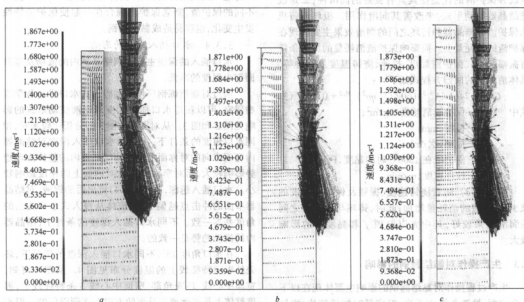 1.867e+00
1.773e+00
1.680e+00
1.587e+00
1.493e+00
1.400e+00
1.307e+00
1.213e+00
1.120e+00
1.027e+00
9.336e−01
8.403e−01
7.469e−01
6.535e−01
5.602e−01
4.668e−01
3.734e−01
2.801e−01
1.867e−01
9.336e−02
0.000e+00
速度/m•s⁻¹
a
1.871e+00
1.778e+00
1.684e+00
1.591e+00
1.497e+00
1.403e+00
1.310e+00
1.216e+00
1.123e+00
1.029e+00
9.359e−01
8.423e−01
7.487e−01
6.551e−01
5.615e−01
4.679e−01
3.743e−01
2.807e−01
1.871e−01
9.359e−02
0.000e+00
速度/m•s⁻¹
b
1.873e+00
1.779e+00
1.686e+00
1.592e+00
1.498e+00
1.405e+00
1.311e+00
1.217e+00
1.124e+00
1.030e+00
9.368e−01
8.431e−01
7.494e−01
6.557e−01
5.620e−01
4.684e−01
3.747e−01
2.810e−01
1.873e−01
9.368e−02
0.000e+00
速度/m•s⁻¹
c